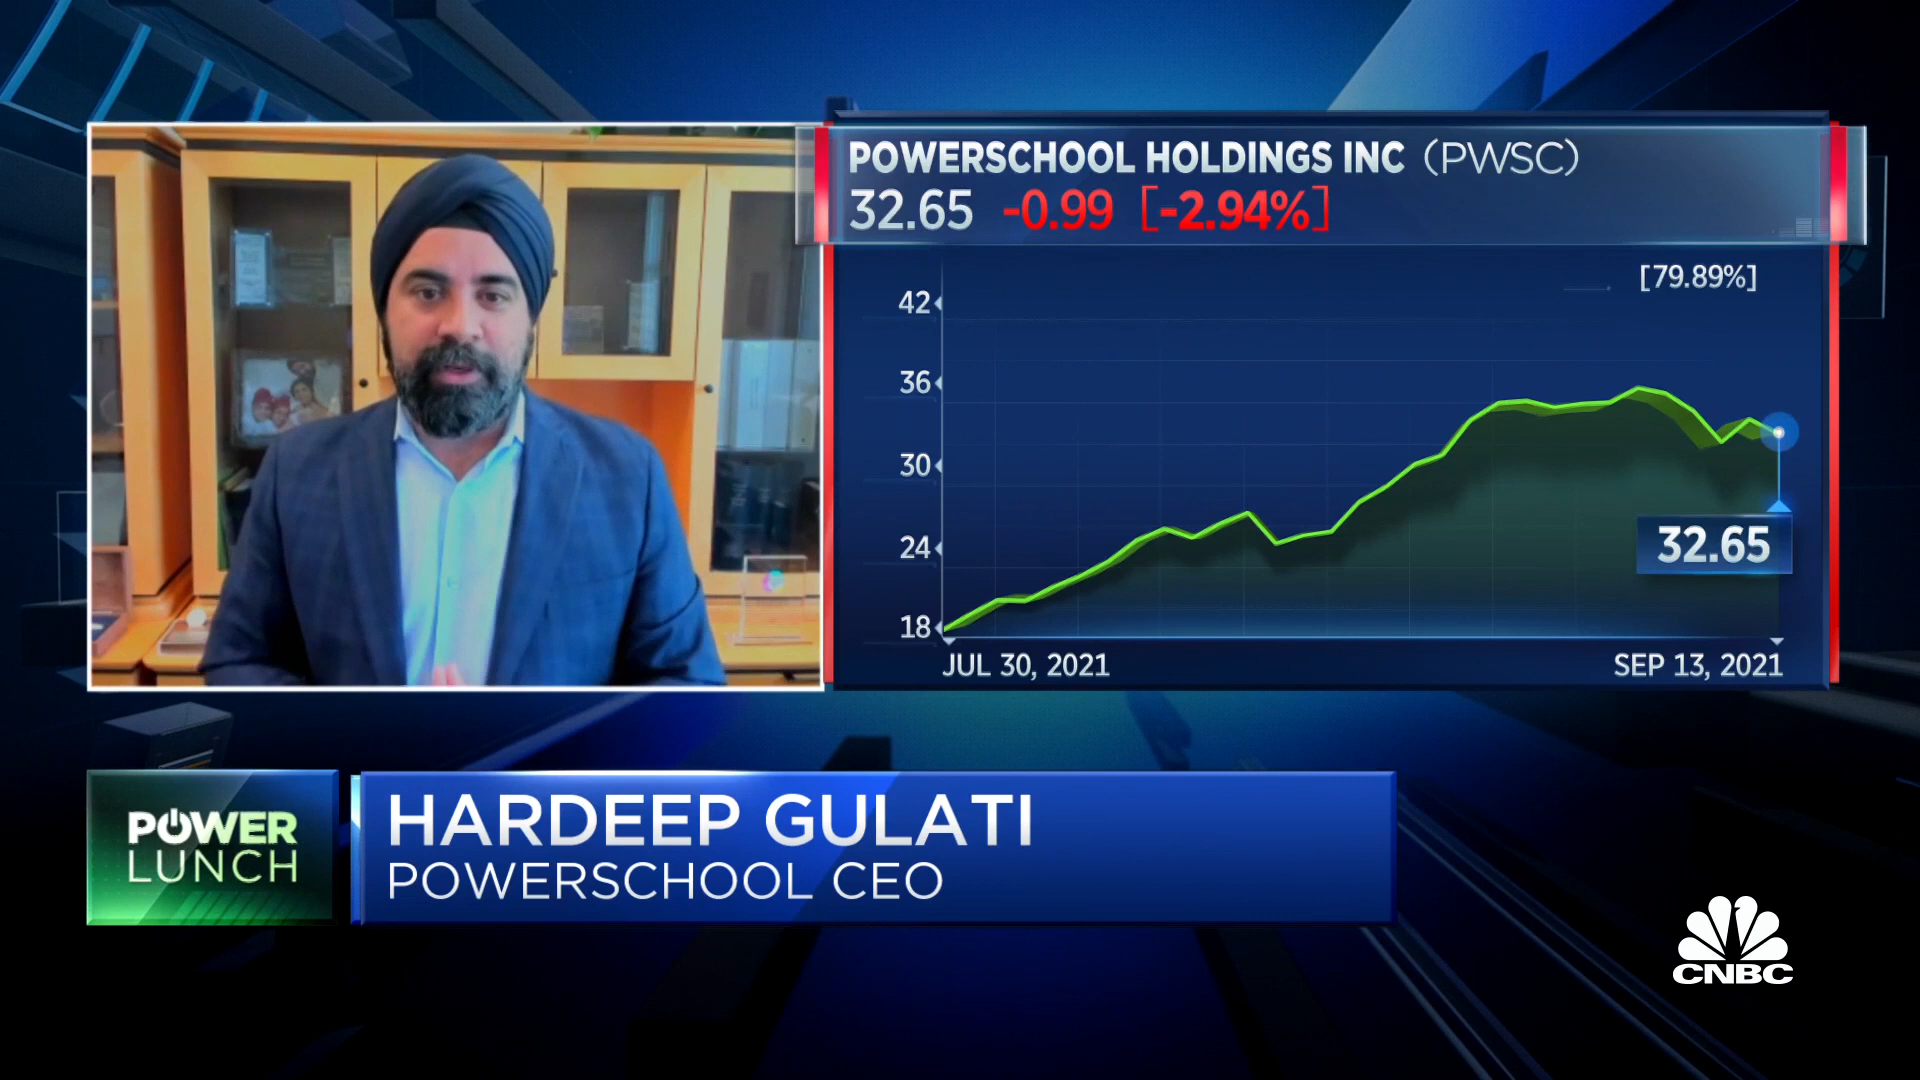 POWERSCHOOL HOLDINGS INC (PWSC)
32.65 -0.99 [-2.94%]
[79.89%]
42
36
30
24
18
32.65
JUL 30, 2021 SEP 13, 2021
POWER
LUNCH
HARDEEP GULATI
POWERSCHOOL CEO
CNBC